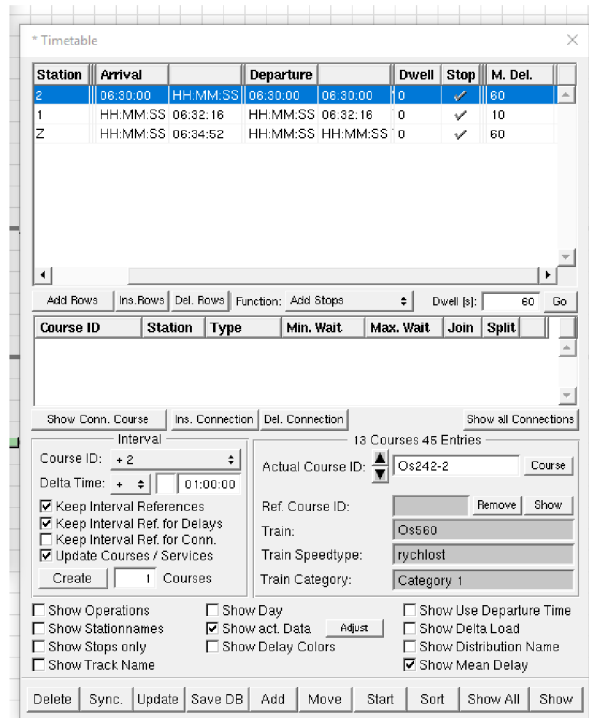 * Timetable
Station Arrival Departure Dwell Stop M. Del.
2 06:30:00 HH:MM:SS 06:30:00 06:30:00 0 ✓ 60
1 HH:MM:SS 06:32:16 HH:MM:SS 06:32:16 0 ✓ 10
Z HH:MM:SS 06:34:52 HH:MM:SS HH:MM:SS 0 ✓ 60
Add Rows Ins.Rows Del. Rows Function: Add Stops Dwell [s]: 60 Go
Course ID Station Type Min. Wait Max. Wait Join Split
Show Conn. Course Ins. Connection Del. Connection Show all Connections
Interval
Course ID: + 2
Delta Time: + 01:00:00
Keep Interval References
Keep Interval Ref. for Delays
Keep Interval Ref. for Conn.
Update Courses / Services
Create 1 Courses
13 Courses 45 Entries
Actual Course ID: Os242-2 Course
Ref. Course ID: Remove Show
Train: Os560
Train Speedtype: rychlost
Train Category: Category 1
Show Operations Show Day Show Use Departure Time
Show Stationnames Show act. Data Adjust Show Delta Load
Show Stops only Show Delay Colors Show Distribution Name
Show Track Name Show Mean Delay
Delete Sync. Update Save DB Add Move Start Sort Show All Show